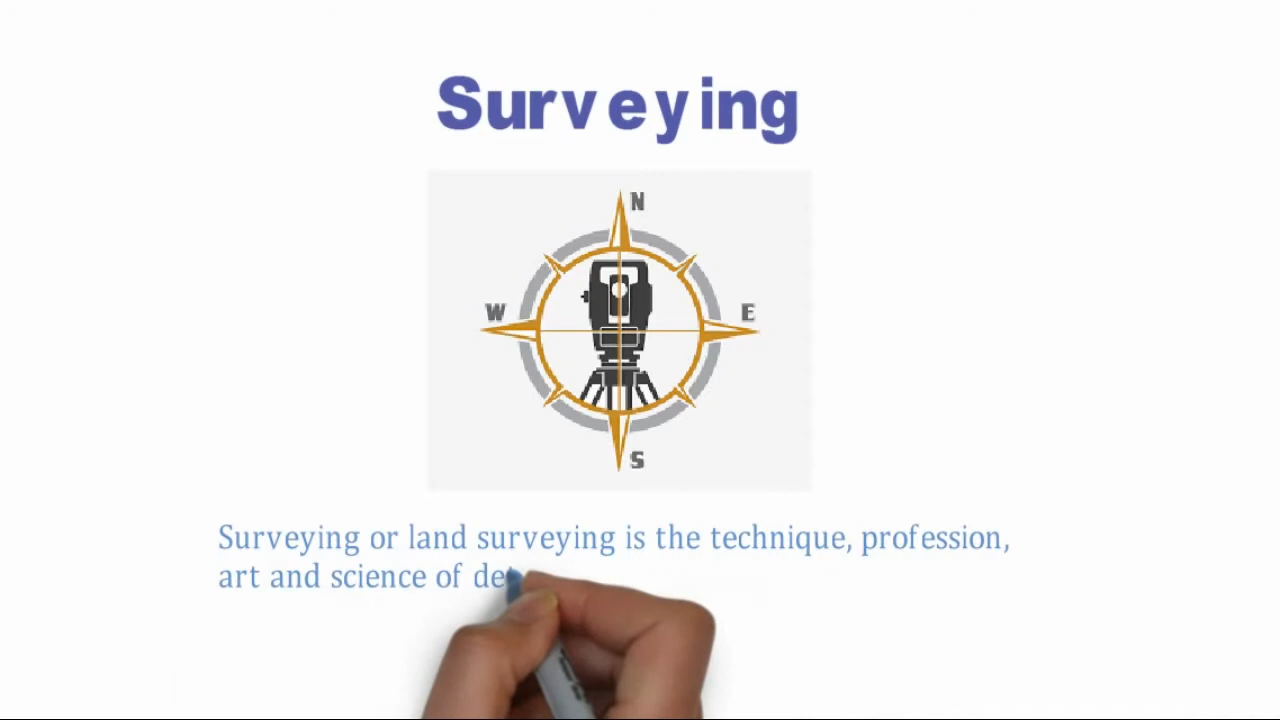 Surveying
N
W
E
S
Surveying or land surveying is the technique, profession,
art and science of